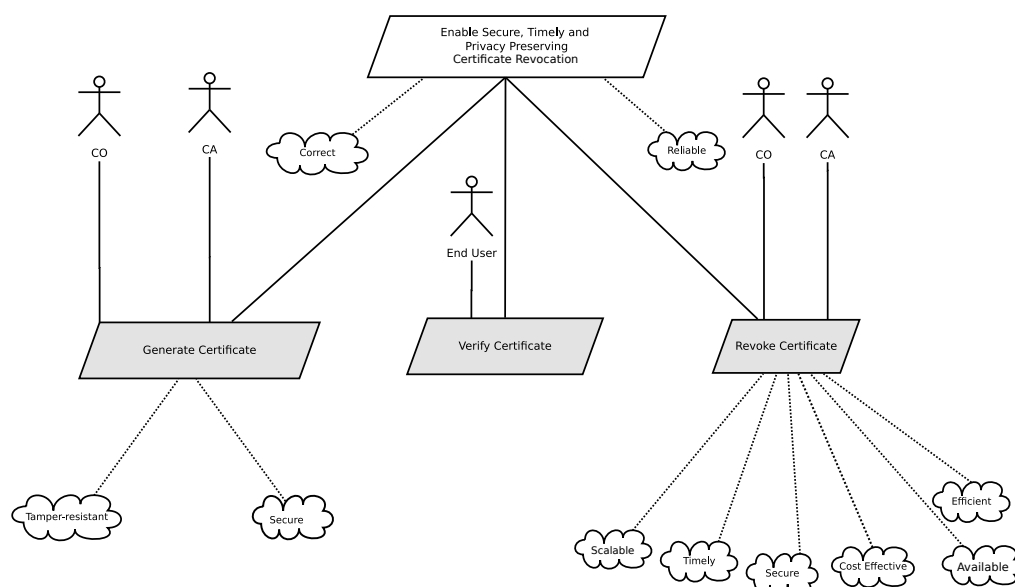 Enable Secure, Timely and
Privacy Preserving
Certificate Revocation
CO
CA
Correct
Reliable
CO
CA
End User
Generate Certificate
Verify Certificate
Revoke Certificate
Tamper-resistant
Secure
Scalable
Timely
Secure
Cost Effective
Available
Efficient